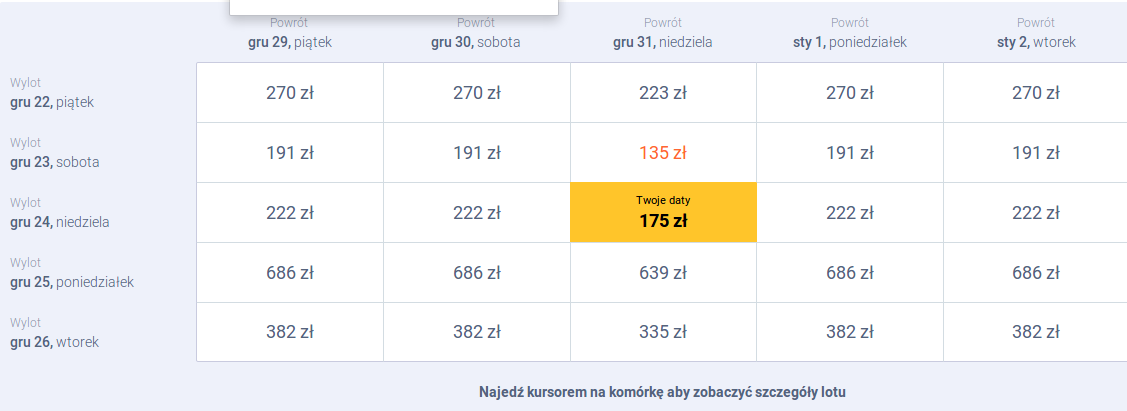 Powrót Powrót Powrót Powrót Powrót
gru 29, piątek gru 30, sobota gru 31, niedziela sty 1, poniedziałek sty 2, wtorek
Wylot
gru 22, piątek 270 zł 270 zł 223 zł 270 zł 270 zł
Wylot
gru 23, sobota 191 zł 191 zł 135 zł 191 zł 191 zł
Wylot
gru 24, niedziela 222 zł 222 zł Twoje daty 175 zł 222 zł 222 zł
Wylot
gru 25, poniedziałek 686 zł 686 zł 639 zł 686 zł 686 zł
Wylot
gru 26, wtorek 382 zł 382 zł 335 zł 382 zł 382 zł
Najedź kursorem na komórkę aby zobaczyć szczegóły lotu